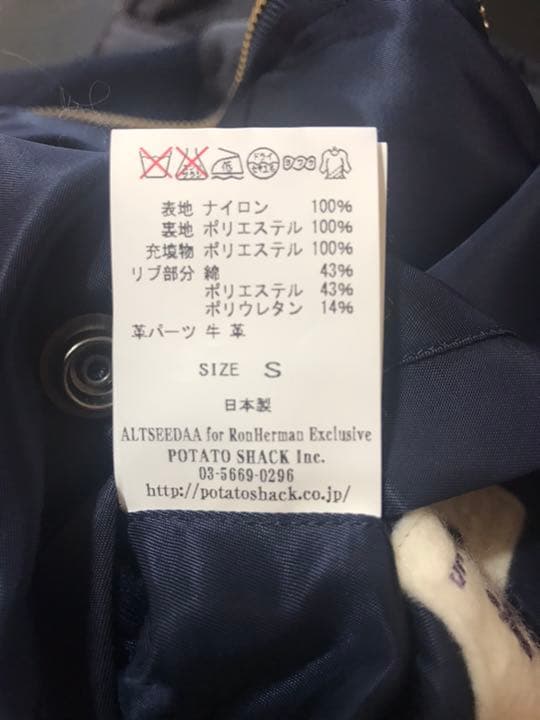 表地 ナイロン 100%
裏地 ポリエステル 100%
充填物 ポリエステル 100%
リブ部分 綿 43%
ポリエステル 43%
ポリウレタン 14%
革パーツ 牛 革
SIZE S
日本製
ALTSEEDAA for RonHerman Exclusive
POTATO SHACK Inc.
03-5669-0296
http://potatoshack.co.jp/